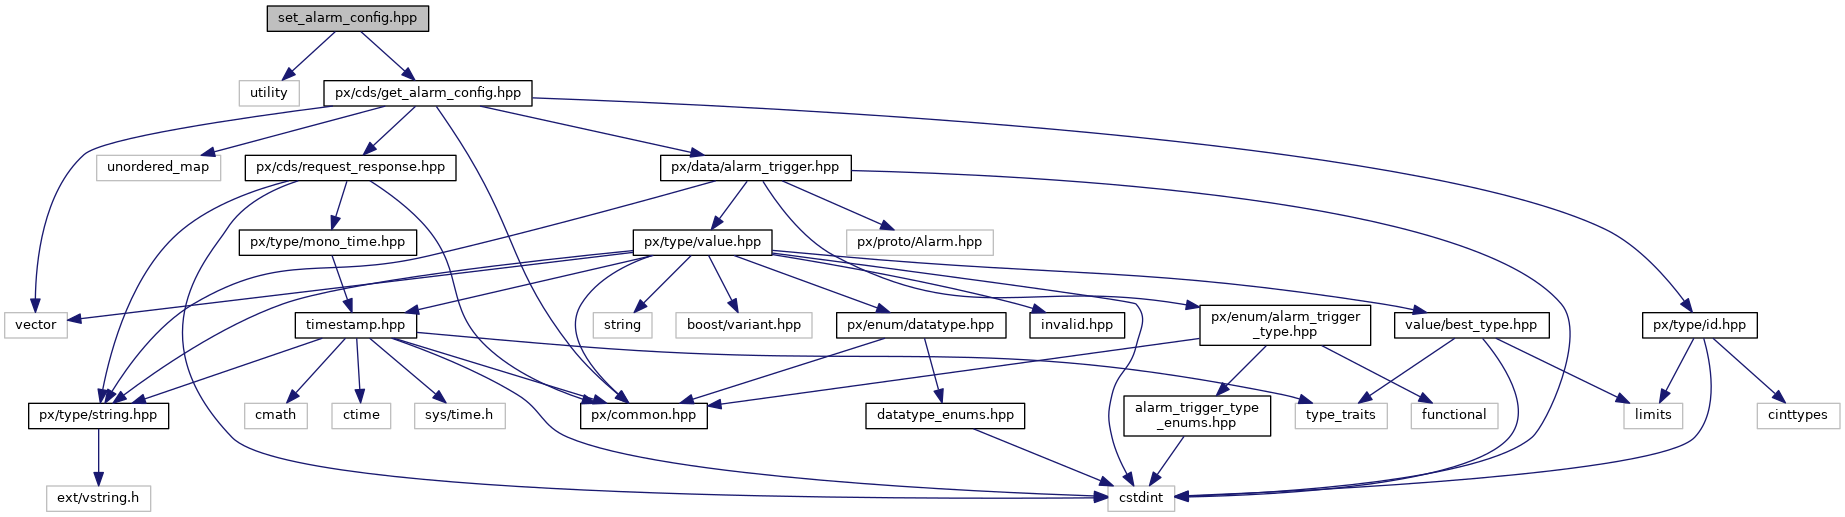 set_alarm_config.hpp
utility
px/cds/get_alarm_config.hpp
unordered_map
px/cds/request_response.hpp
px/data/alarm_trigger.hpp
px/type/mono_time.hpp
px/type/value.hpp
px/proto/Alarm.hpp
vector
timestamp.hpp
string
boost/variant.hpp
px/enum/datatype.hpp
invalid.hpp
px/enum/alarm_trigger
_type.hpp
value/best_type.hpp
px/type/id.hpp
px/type/string.hpp
cmath
ctime
sys/time.h
px/common.hpp
datatype_enums.hpp
alarm_trigger_type
_enums.hpp
type_traits
functional
limits
cinttypes
ext/vstring.h
cstdint